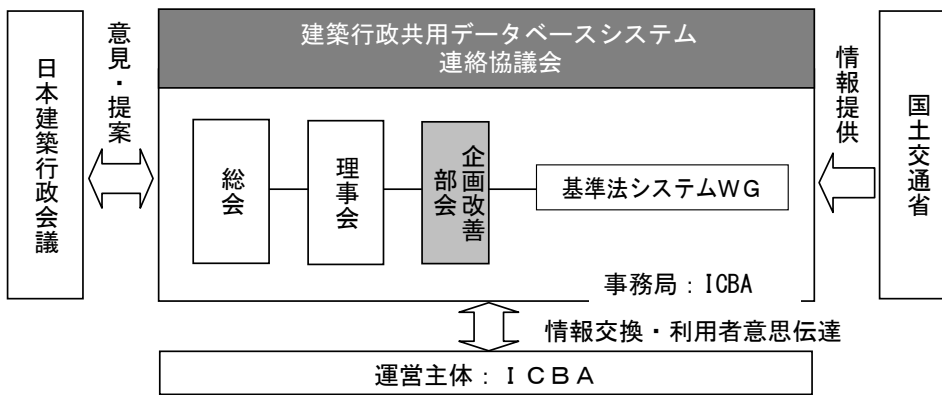 建築行政共用データベースシステム
連絡協議会
日本建築行政会議
意見・提案
総会
理事会
企画改善
部会
基準法システムWG
事務局：ICBA
情報提供
国土交通省
情報交換・利用者意思伝達
運営主体：ＩＣＢＡ